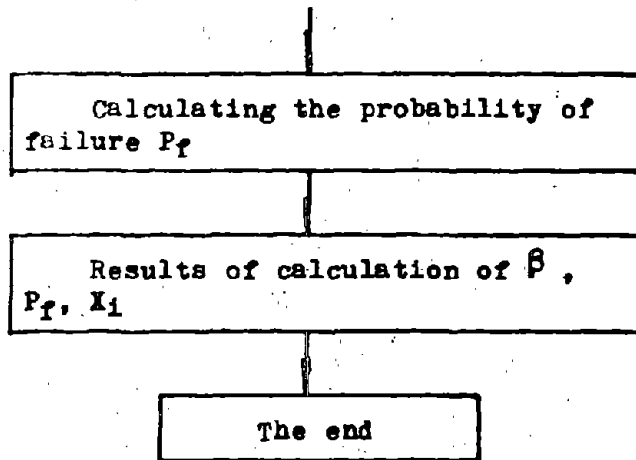 Calculating the probability of
failure Pf
Results of calculation of β,
Pf, Xi
The end